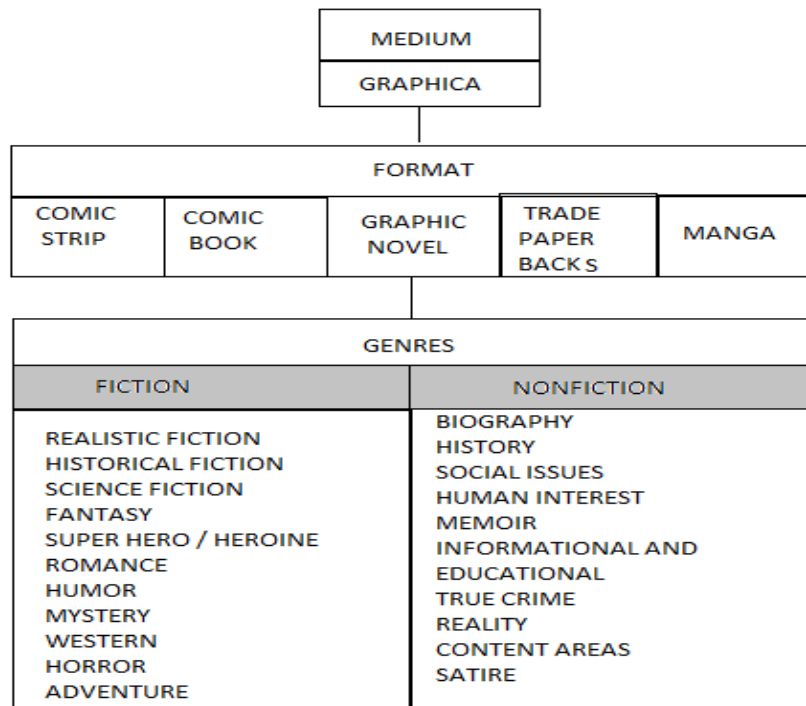 MEDIUM
GRAPHICA
FORMAT
COMIC
STRIP
COMIC
BOOK
GRAPHIC
NOVEL
TRADE
PAPER
BACKS
MANGA
GENRES
FICTION
NONFICTION
REALISTIC FICTION
HISTORICAL FICTION
SCIENCE FICTION
FANTASY
SUPER HERO / HEROINE
ROMANCE
HUMOR
MYSTERY
WESTERN
HORROR
ADVENTURE
BIOGRAPHY
HISTORY
SOCIAL ISSUES
HUMAN INTEREST
MEMOIR
INFORMATIONAL AND
EDUCATIONAL
TRUE CRIME
REALITY
CONTENT AREAS
SATIRE